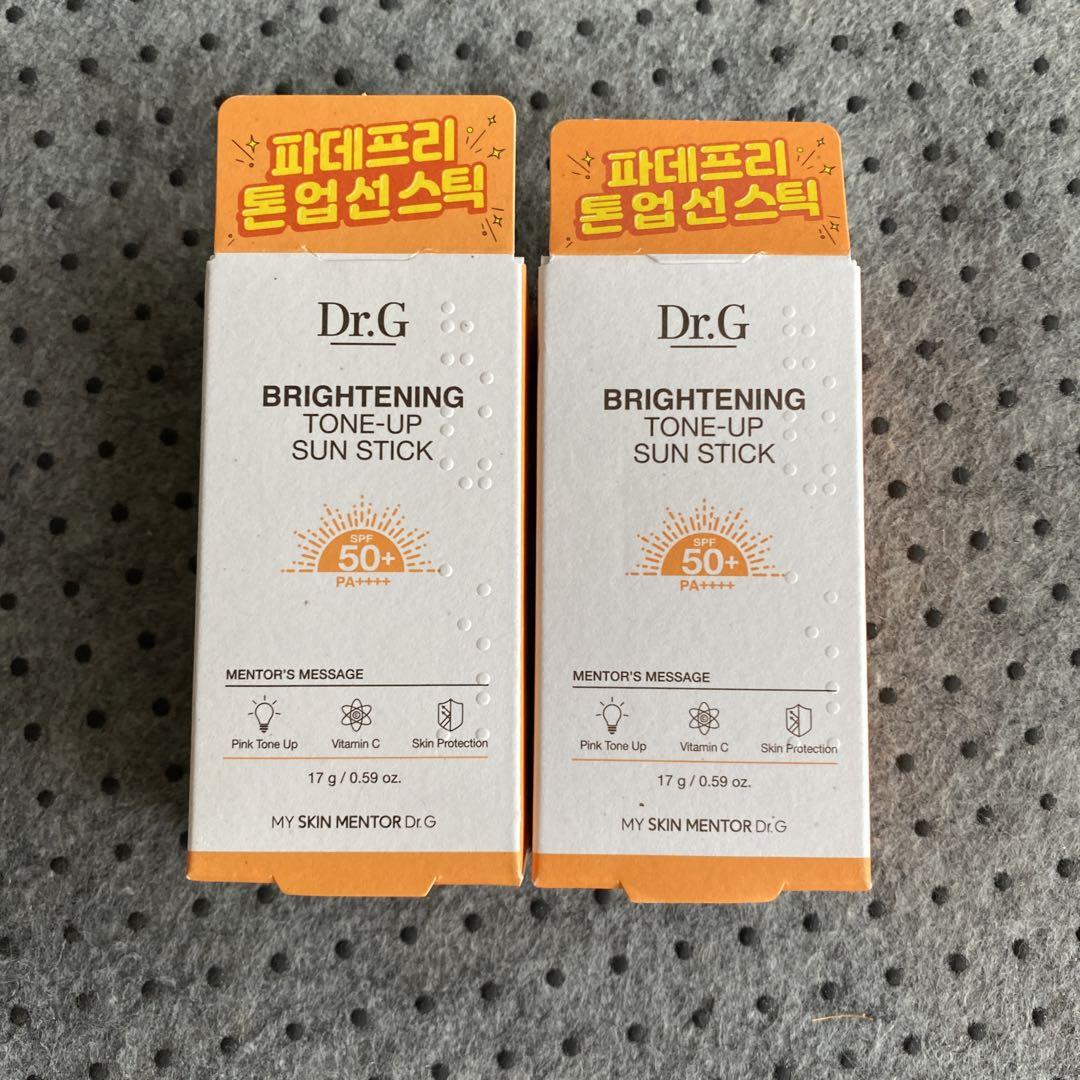 파데프리
톤 업 선 스틱
Dr.G
BRIGHTENING
TONE-UP
SUN STICK
SPF
50+
PA++++
MENTOR'S MESSAGE
Pink Tone Up Vitamin C Skin Protection
17 g / 0.59 oz.
MY SKIN MENTOR Dr.G
파데프리
톤 업 선 스틱
Dr.G
BRIGHTENING
TONE-UP
SUN STICK
SPF
50+
PA++++
MENTOR'S MESSAGE
Pink Tone Up Vitamin C Skin Protection
17 g / 0.59 oz.
MY SKIN MENTOR Dr.G